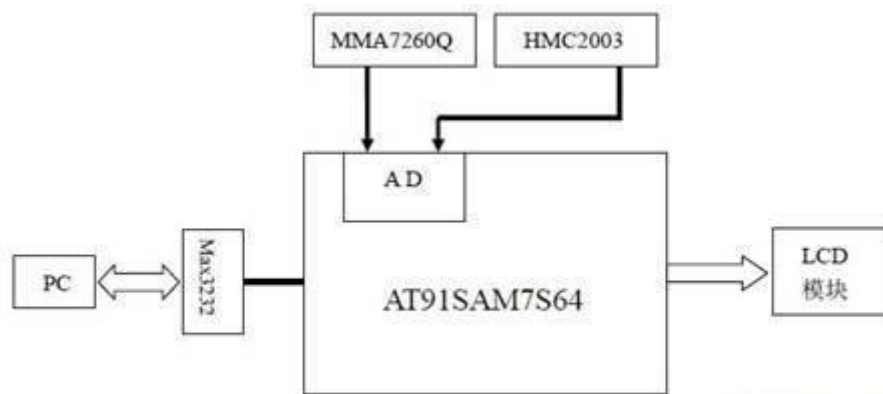 MMA7260Q
HMC2003
A D
Max3232
PC
AT91SAM7S64
LCD
模块